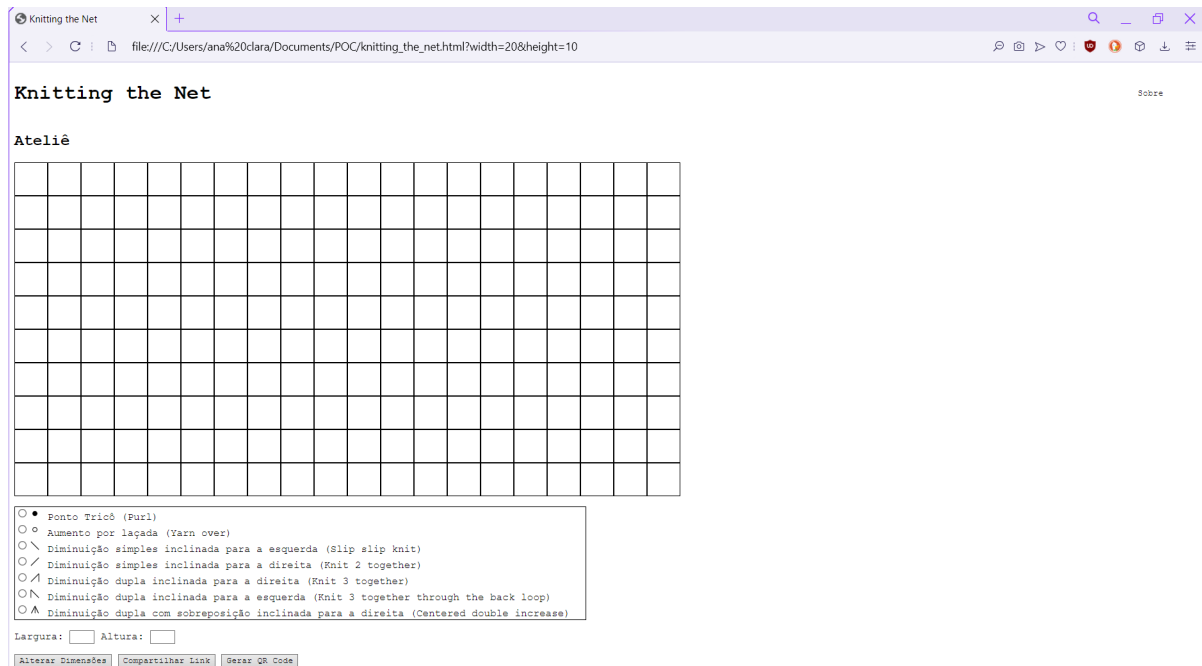 Knitting the Net
file:///C:/Users/ana%20clara/Documents/POC/knitting_the_net.html?width=20&height=10
Knitting the Net
Sobre
Ateliê
Ponto Tricô (Purl)
Aumento por laçada (Yarn over)
Diminuição simples inclinada para a esquerda (Slip slip knit)
Diminuição simples inclinada para a direita (Knit 2 together)
Diminuição dupla inclinada para a direita (Knit 3 together)
Diminuição dupla inclinada para a esquerda (Knit 3 together through the back loop)
Diminuição dupla com sobreposição inclinada para a direita (Centered double increase)
Largura: Altura:
Alterar Dimensões Compartilhar Link Gerar QR Code